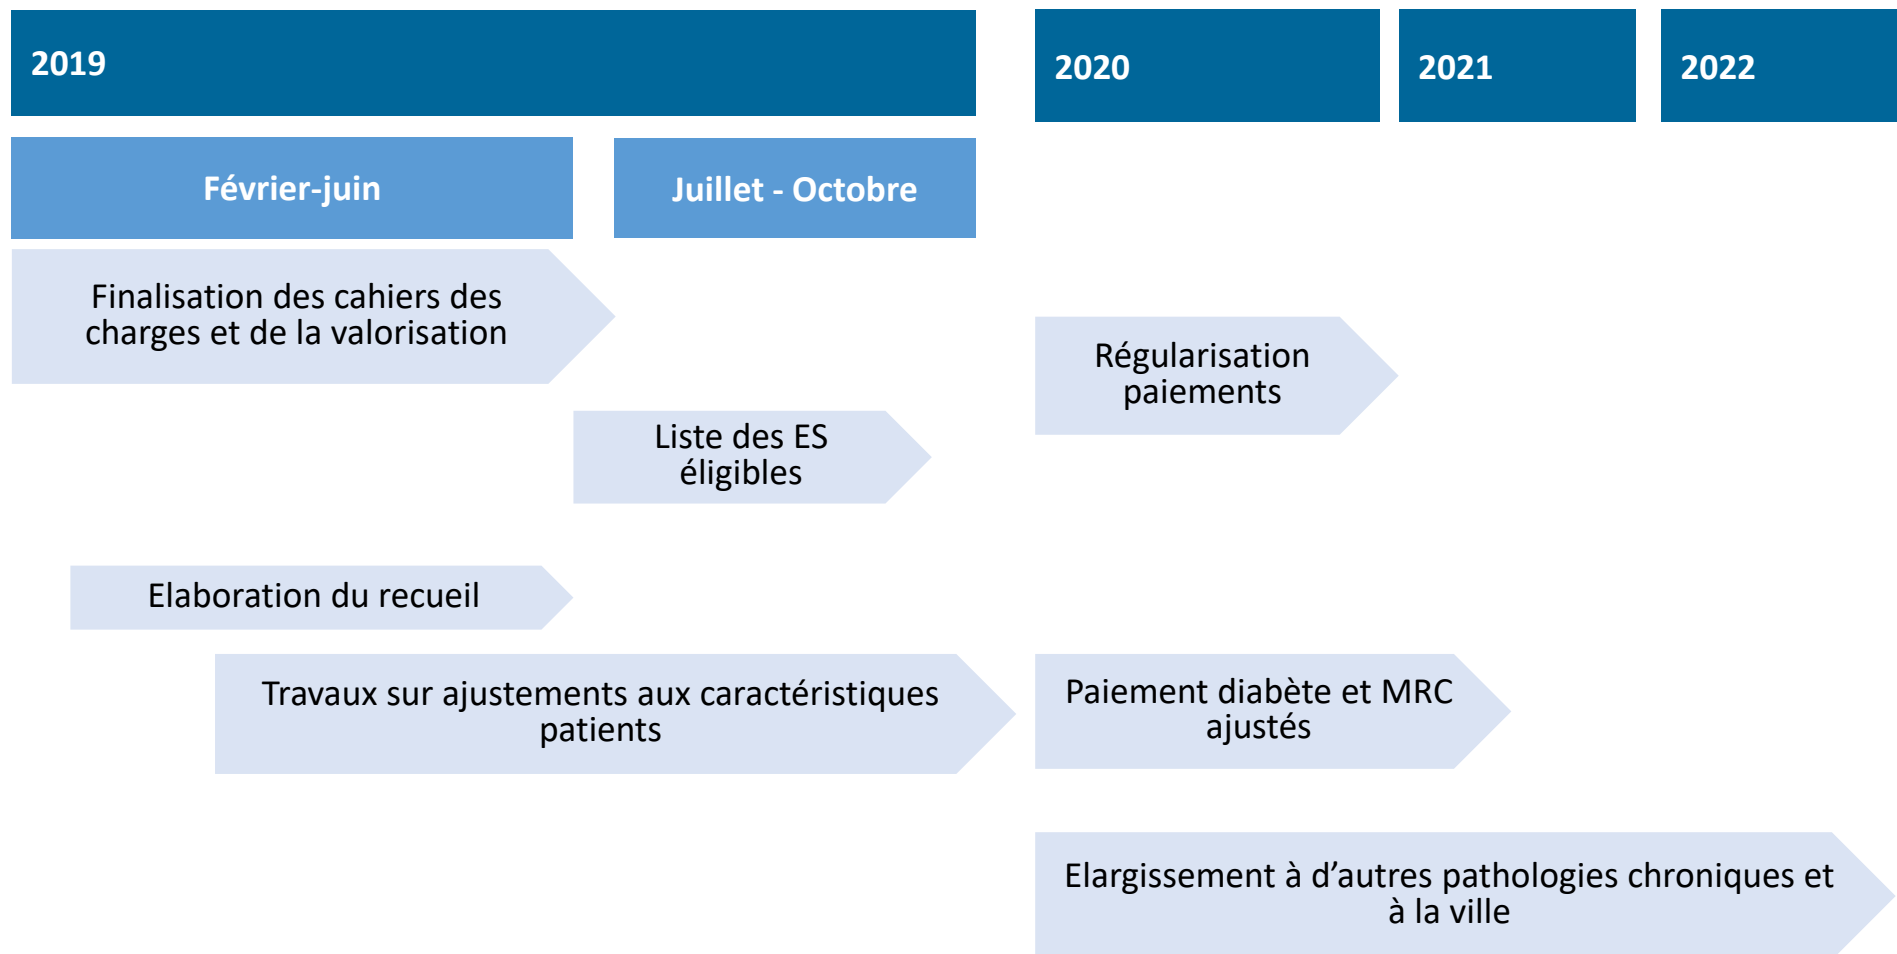 2019
2020
2021
2022
Février-juin
Juillet - Octobre
Finalisation des cahiers des
charges et de la valorisation
Régularisation
paiements
Liste des ES
éligibles
Elaboration du recueil
Travaux sur ajustements aux caractéristiques
patients
Paiement diabète et MRC
ajustés
Elargissement à d’autres pathologies chroniques et
à la ville